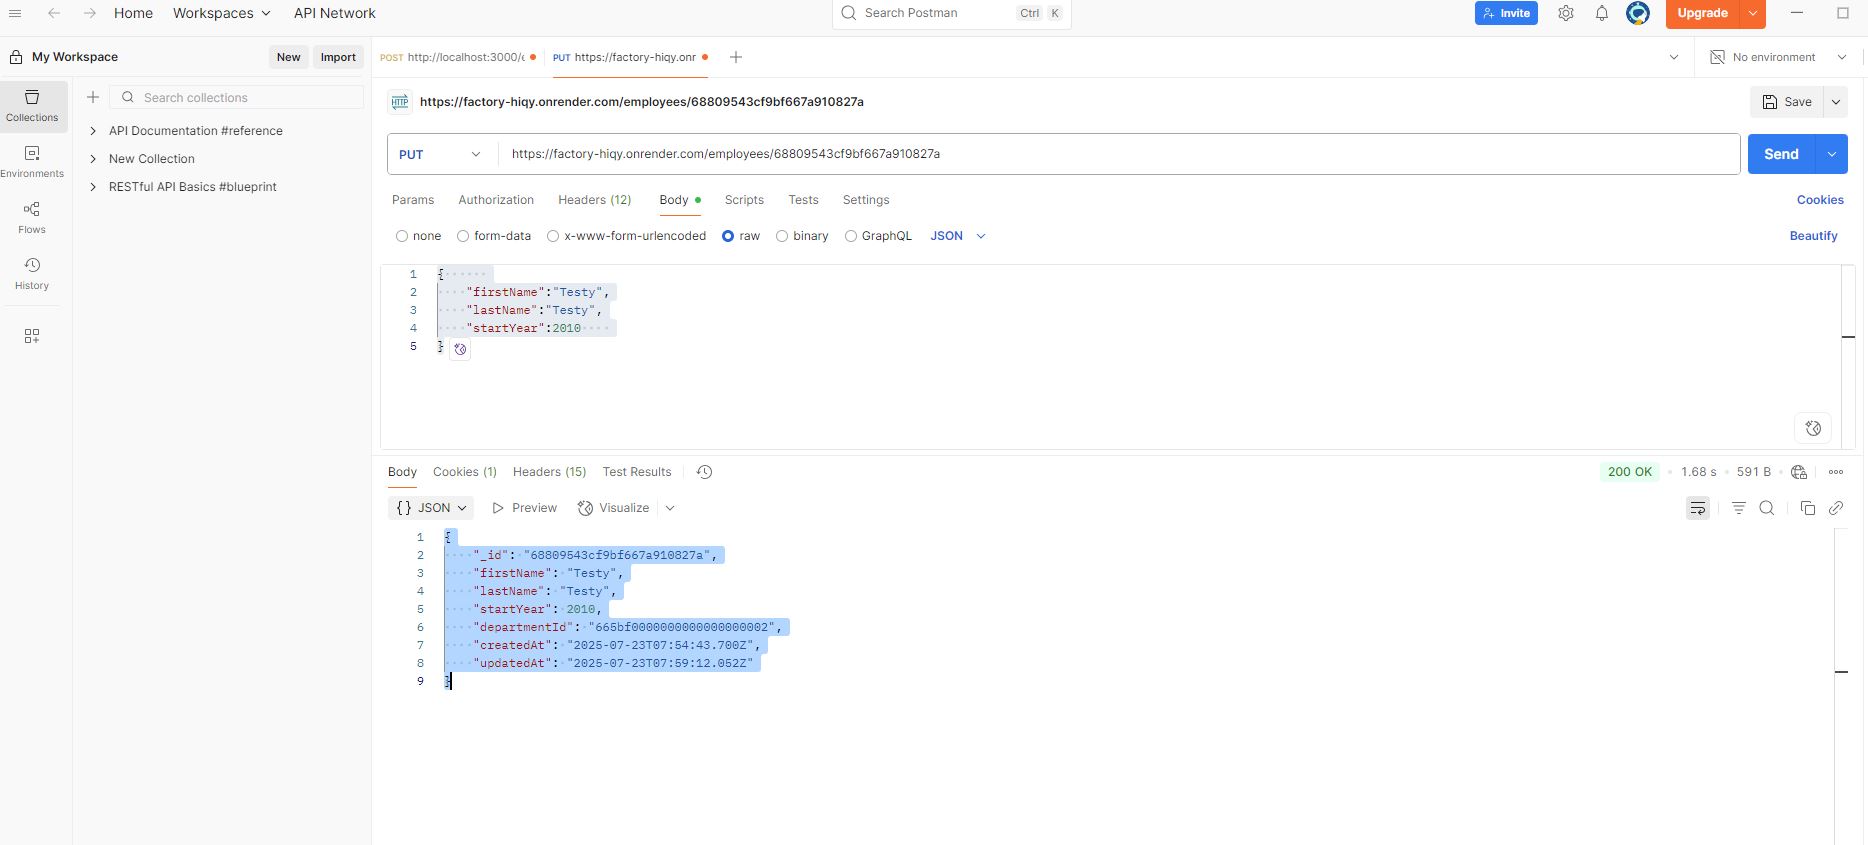 Home Workspaces API Network Search Postman Ctrl K Invite Upgrade
My Workspace New Import POST http://localhost:3000/e PUT https://factory-hiqy.onr No environment
Collections
Search collections
API Documentation #reference
New Collection
RESTful API Basics #blueprint
Environments
Flows
History
HTTP https://factory-hiqy.onrender.com/employees/68809543cf9bf667a910827a Save
PUT https://factory-hiqy.onrender.com/employees/68809543cf9bf667a910827a Send
Params Authorization Headers (12) Body Scripts Tests Settings Cookies
none form-data x-www-form-urlencoded raw binary GraphQL JSON Beautify
1 {
2 "firstName":"Testy",
3 "lastName":"Testy",
4 "startYear":2010
5 }
Body Cookies (1) Headers (15) Test Results 200 OK 1.68 s 591 B
{} JSON Preview Visualize
1 {
2 "_id": "68809543cf9bf667a910827a",
3 "firstName": "Testy",
4 "lastName": "Testy",
5 "startYear": 2010,
6 "departmentId": "665bf0000000000000000002",
7 "createdAt": "2025-07-23T07:54:43.700Z",
8 "updatedAt": "2025-07-23T07:59:12.052Z"
9 }